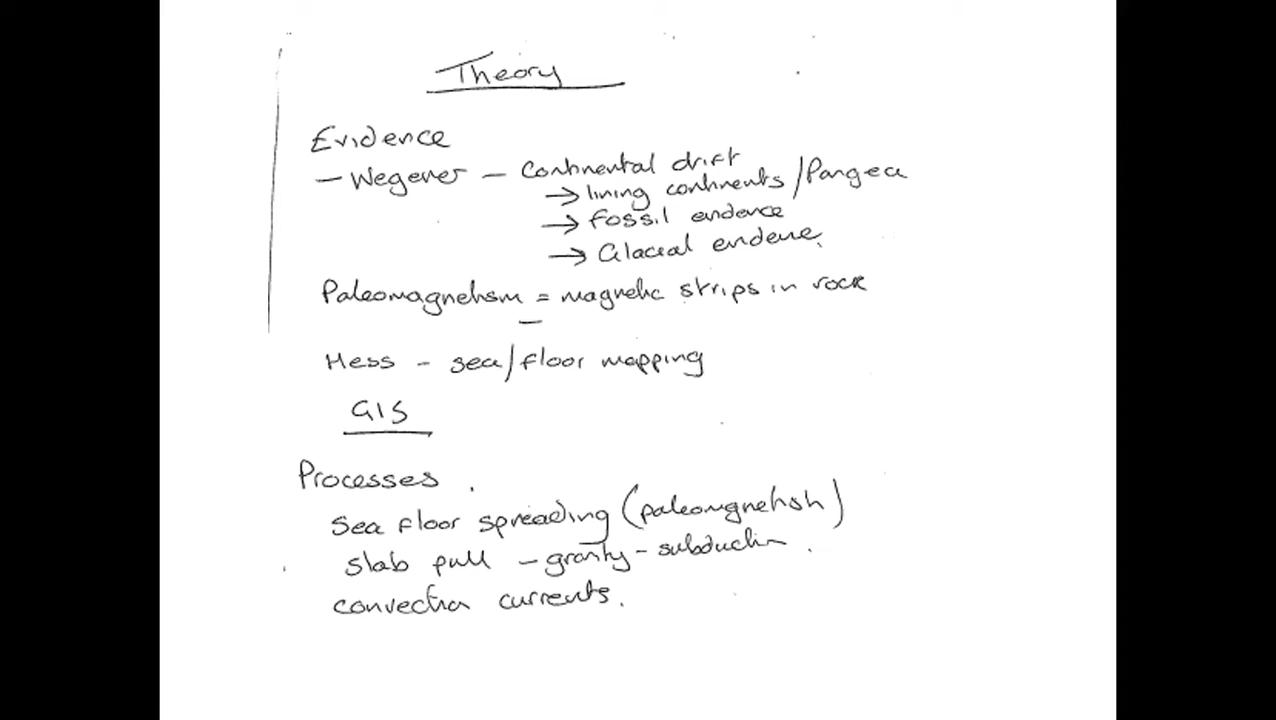 Theory
Evidence
- Wegener - Continental drift
→ lining continents / Pangea
→ Fossil evidence
→ Glacial evidence
Paleomagnetism = magnetic strips in rock
Hess - sea/floor mapping
GIS
Processes.
Sea floor spreading (paleomagnetism)
slab pull - gravity - subduction
convection currents.